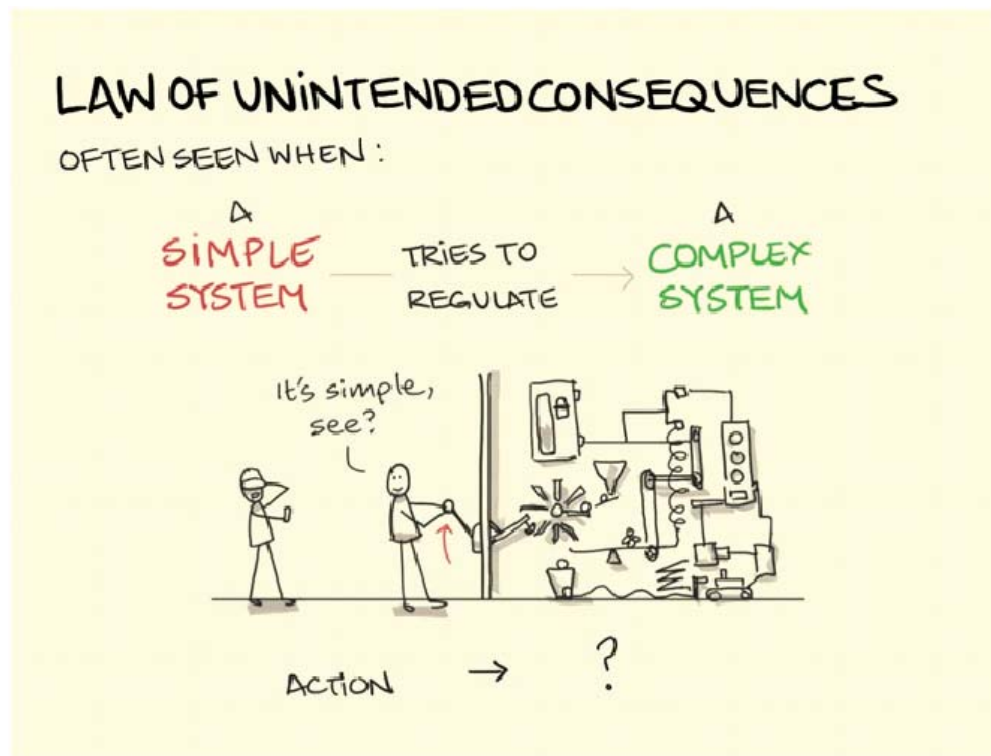 LAW OF UNINTENDED CONSEQUENCES
OFTEN SEEN WHEN:
A
SIMPLE
SYSTEM
TRIES TO
REGULATE
A
COMPLEX
SYSTEM
It's simple,
see?
ACTION → ?